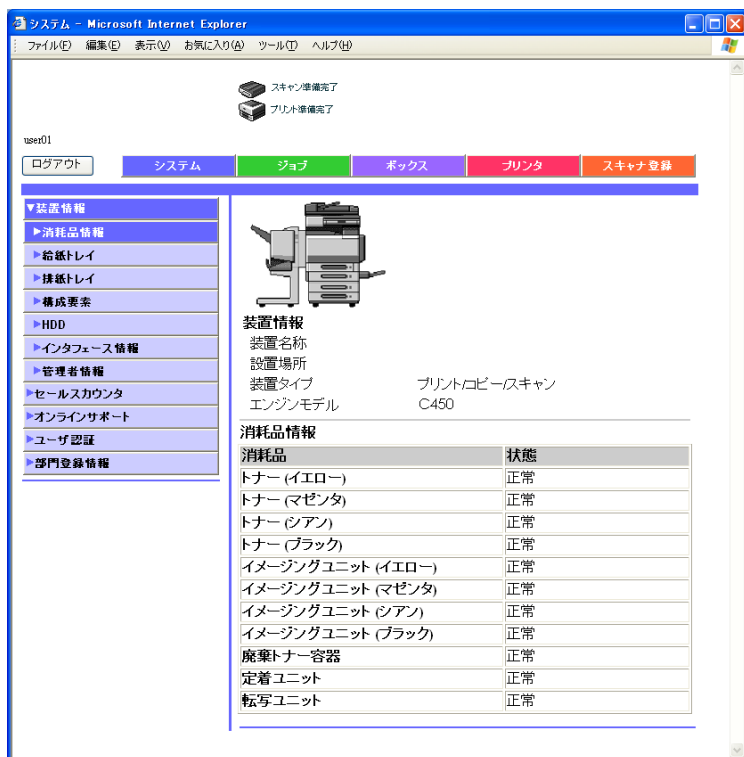 システム - Microsoft Internet Explorer
ファイル(F) 編集(E) 表示(V) お気に入り(A) ツール(T) ヘルプ(H)
スキャン準備完了
プリント準備完了
user01
ログアウト システム ジョブ ボックス プリンタ スキャナ登録
▼装置情報
▶消耗品情報
▶給紙トレイ
▶排紙トレイ
▶構成要素
▶HDD
▶インタフェース情報
▶管理者情報
▶セールスカウンタ
▶オンラインサポート
▶ユーザ認証
▶部門登録情報
装置情報
装置名称
設置場所
装置タイプ プリント/コピー/スキャン
エンジンモデル C450
消耗品情報
消耗品 状態
トナー (イエロー) 正常
トナー (マゼンタ) 正常
トナー (シアン) 正常
トナー (ブラック) 正常
イメージングユニット (イエロー) 正常
イメージングユニット (マゼンタ) 正常
イメージングユニット (シアン) 正常
イメージングユニット (ブラック) 正常
廃棄トナー容器 正常
定着ユニット 正常
転写ユニット 正常